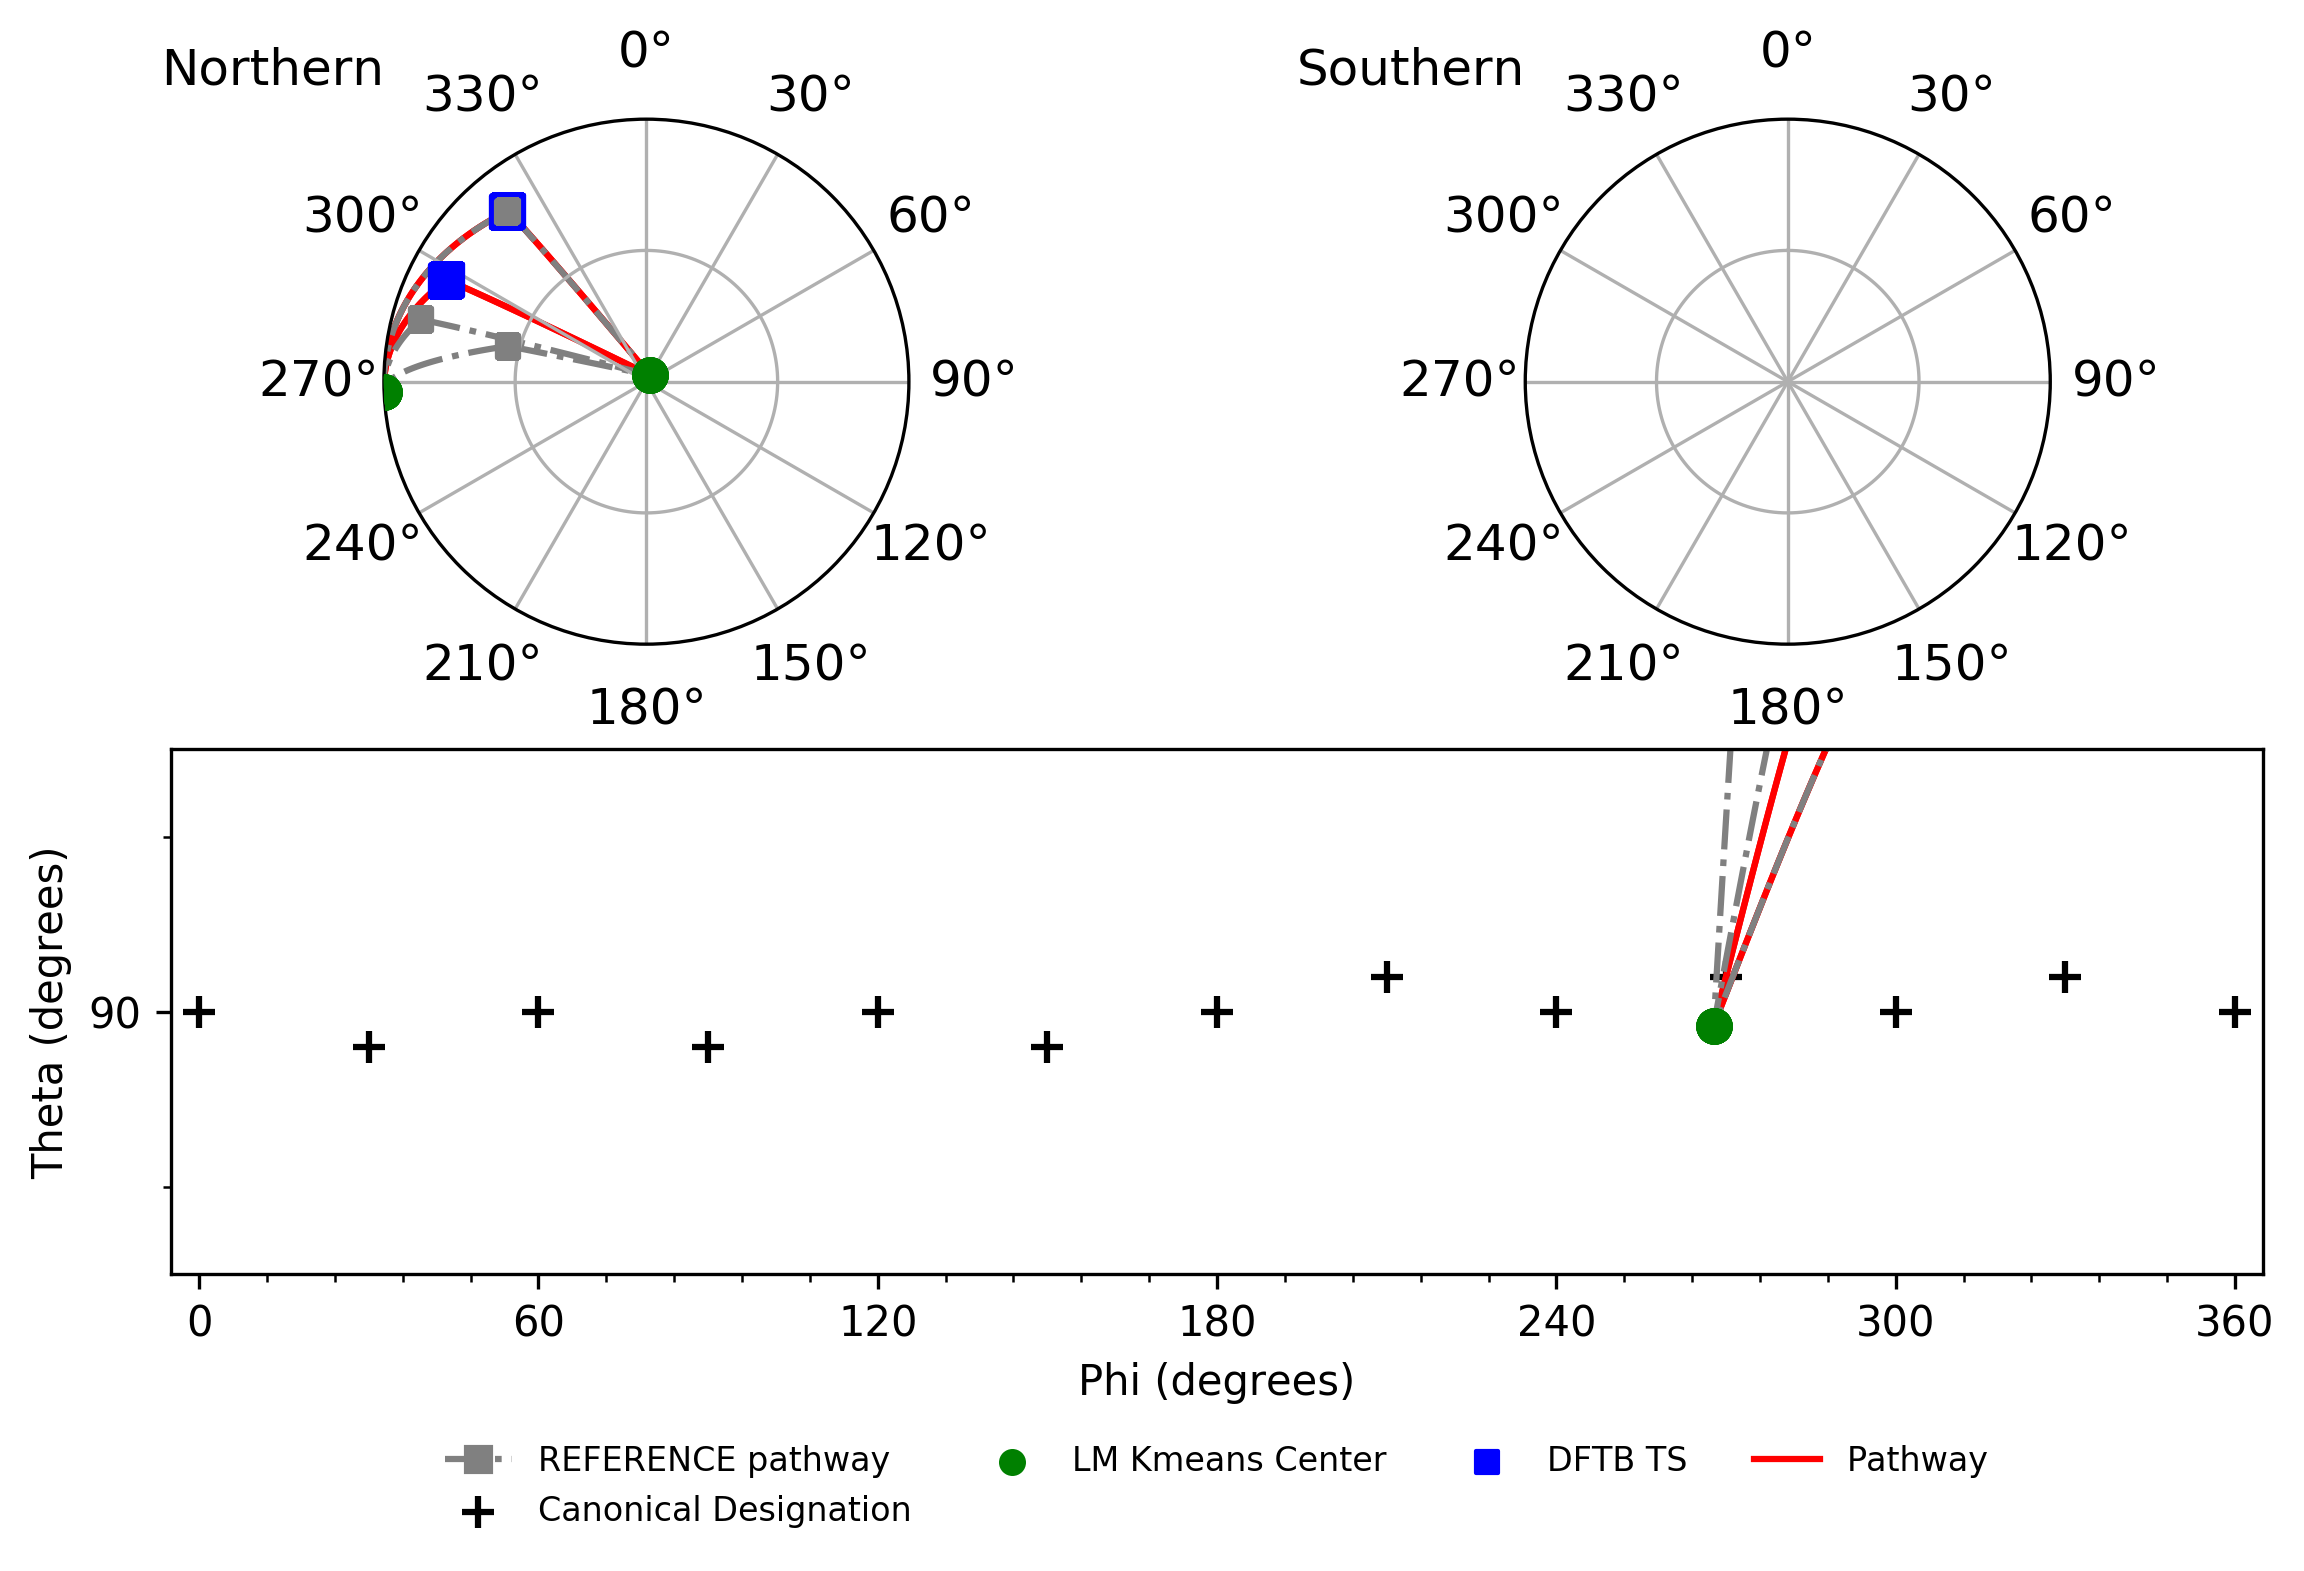 Northern
0°
330°
30°
300°
60°
270°
90°
240°
120°
210°
150°
180°
Southern
0°
330°
30°
300°
60°
270°
90°
240°
120°
210°
150°
180°
Theta (degrees)
90
0 60 120 180 240 300 360
Phi (degrees)
REFERENCE pathway
Canonical Designation
LM Kmeans Center
DFTB TS
Pathway